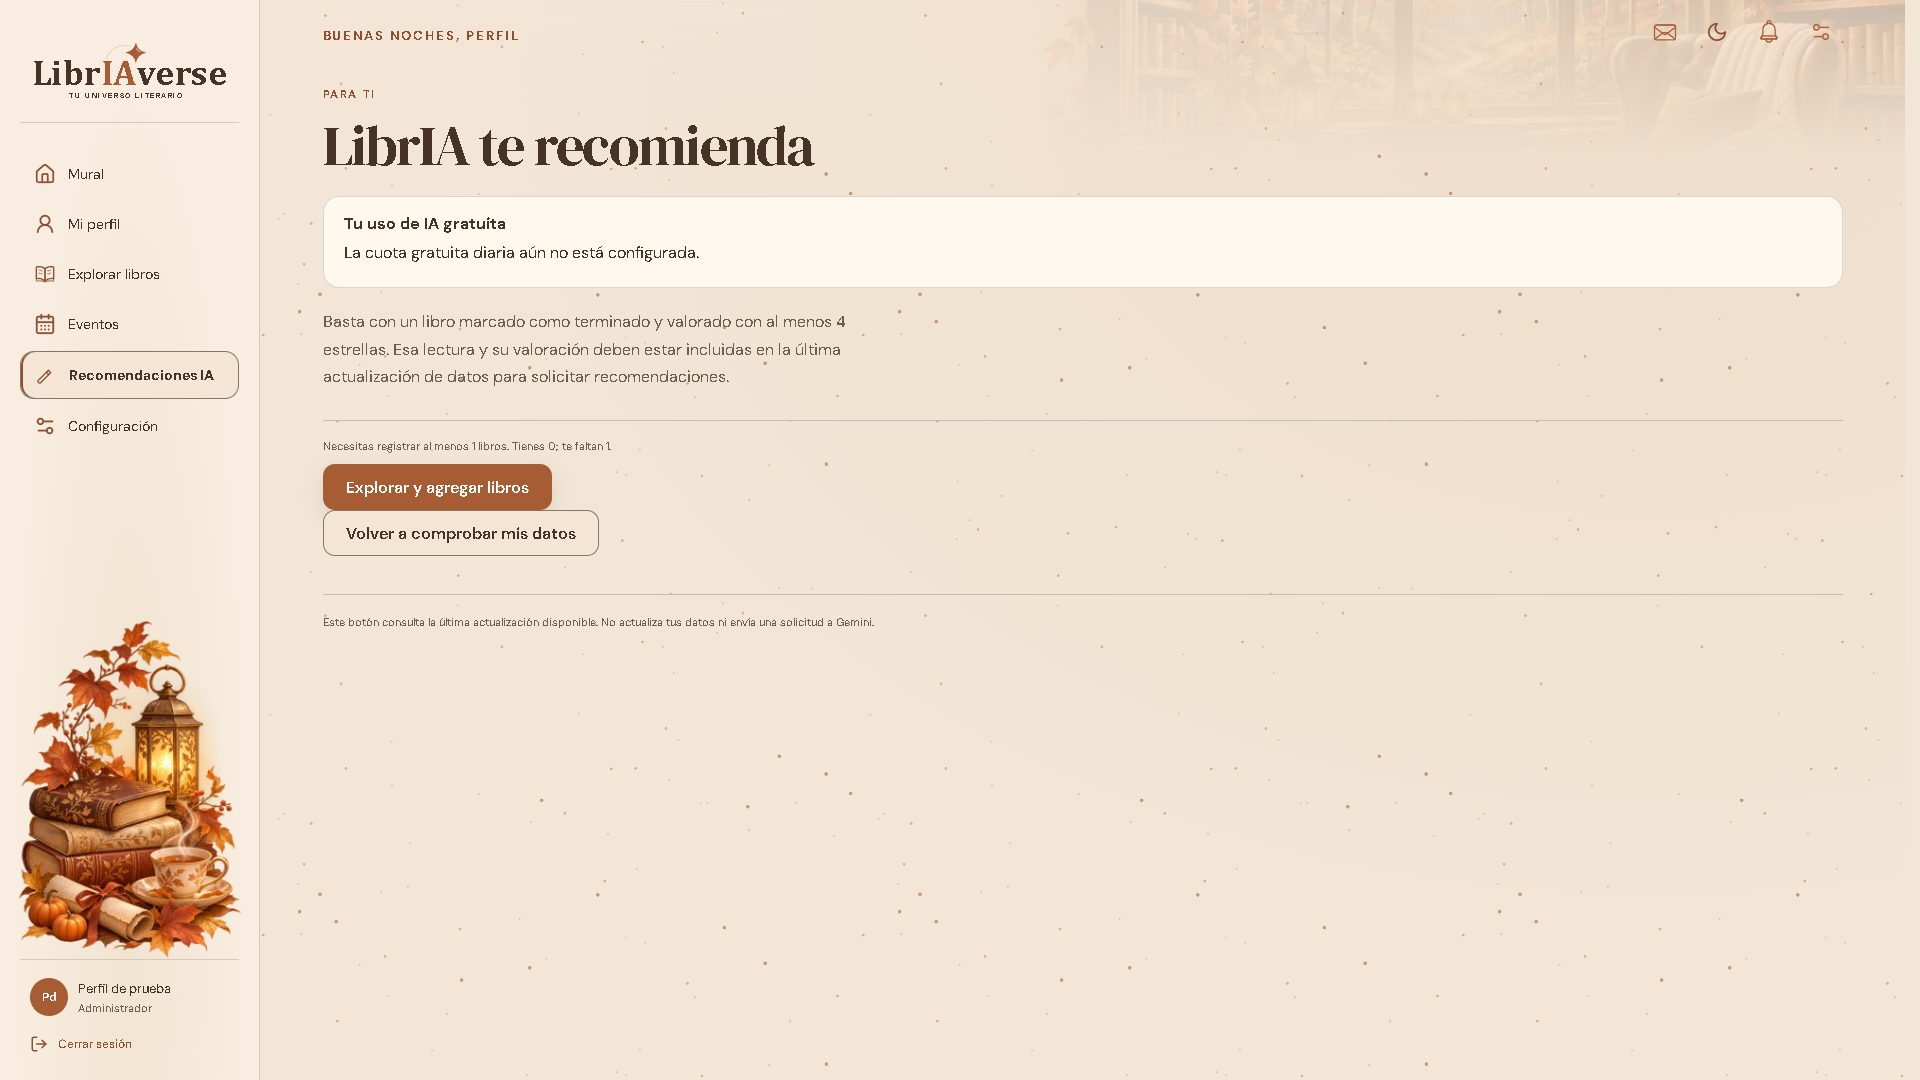 LibrIAverse
TU UNIVERSO LITERARIO
Mural
Mi perfil
Explorar libros
Eventos
Recomendaciones IA
Configuración
Pd
Perfil de prueba
Administrador
Cerrar sesión
BUENAS NOCHES, PERFIL
PARA TI
LibrIA te recomienda
Tu uso de IA gratuita
La cuota gratuita diaria aún no está configurada.
Basta con un libro marcado como terminado y valorado con al menos 4
estrellas. Esa lectura y su valoración deben estar incluidas en la última
actualización de datos para solicitar recomendaciones.
Necesitas registrar al menos 1 libros. Tienes 0; te faltan 1.
Explorar y agregar libros
Volver a comprobar mis datos
Este botón consulta la última actualización disponible. No actualiza tus datos ni envía una solicitud a Gemini.